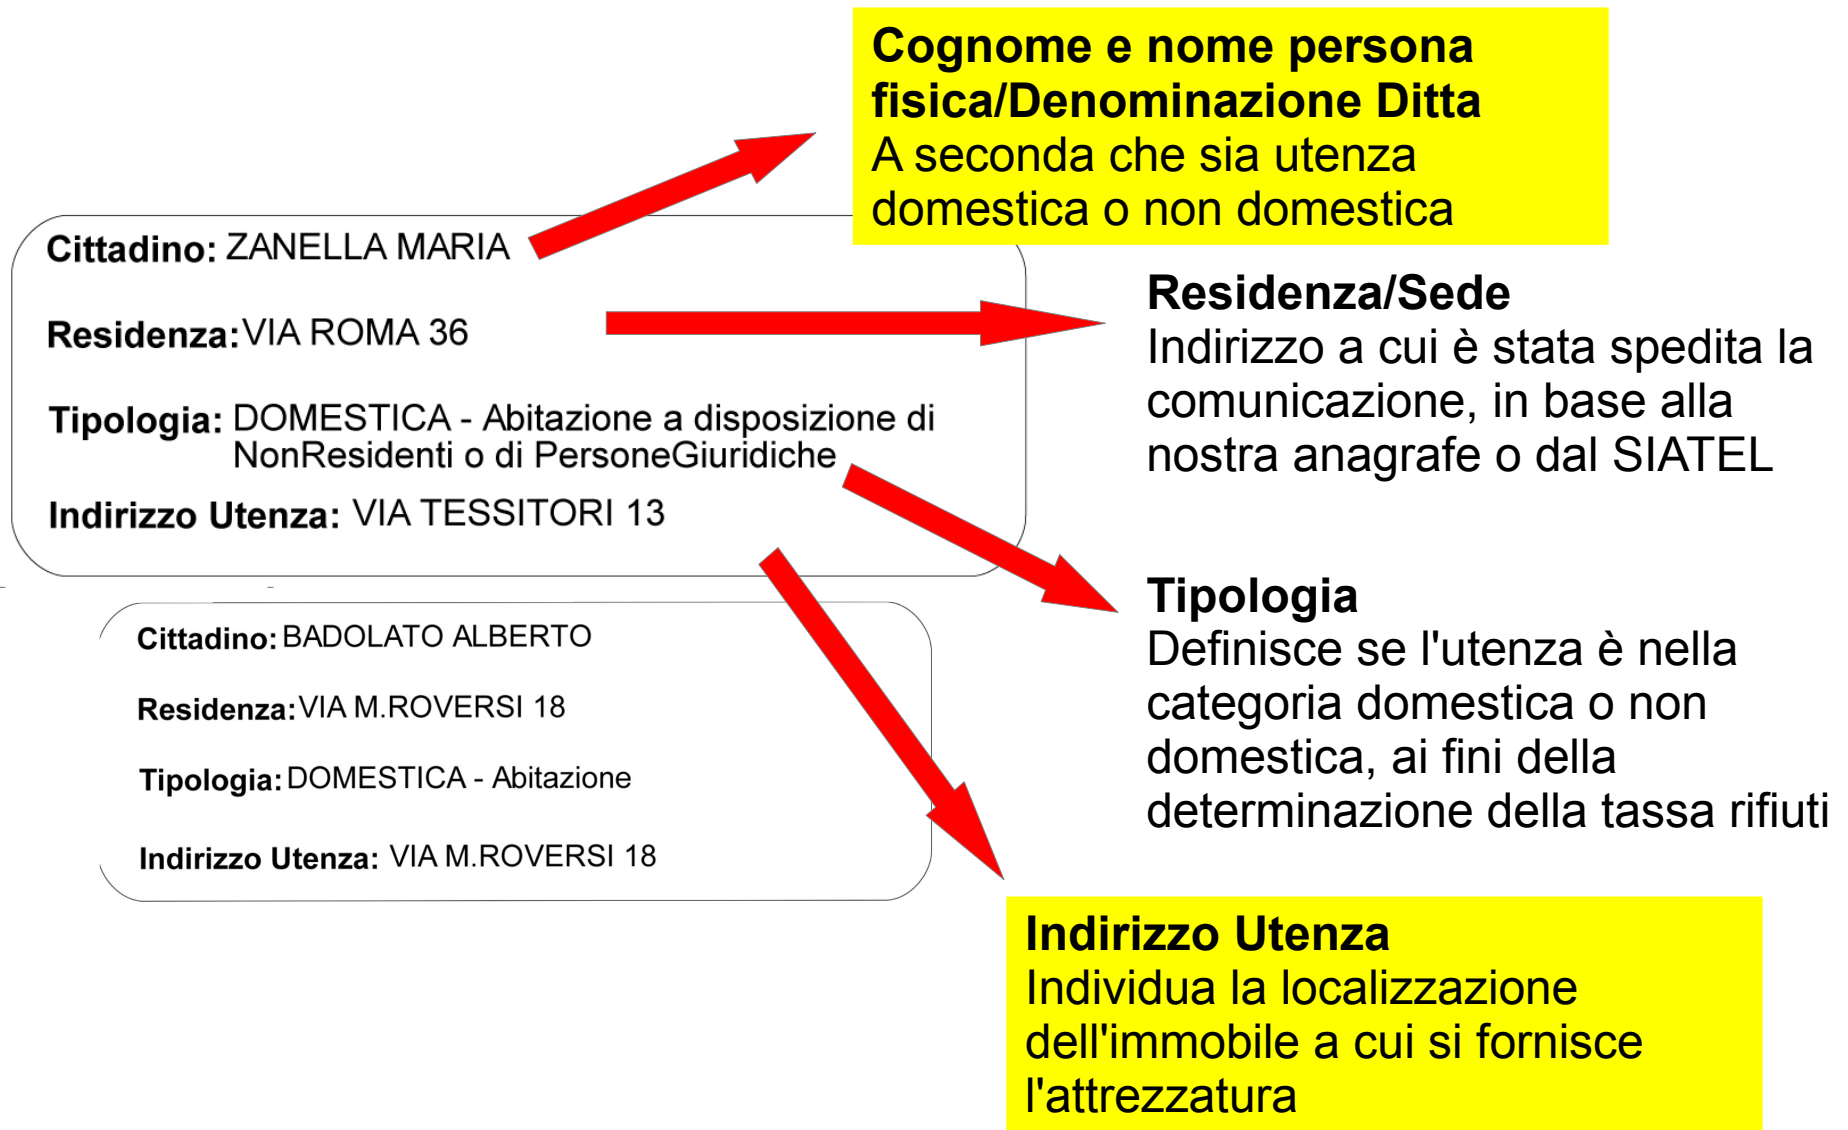 Cognome e nome persona
fisica/Denominazione Ditta
A seconda che sia utenza
domestica o non domestica
Cittadino: ZANELLA MARIA
Residenza: VIA ROMA 36
Tipologia: DOMESTICA - Abitazione a disposizione di
NonResidenti o di PersoneGiuridiche
Indirizzo Utenza: VIA TESSITORI 13
Residenza/Sede
Indirizzo a cui è stata spedita la
comunicazione, in base alla
nostra anagrafe o dal SIATEL
Tipologia
Definisce se l'utenza è nella
categoria domestica o non
domestica, ai fini della
determinazione della tassa rifiuti
Cittadino: BADOLATO ALBERTO
Residenza: VIA M.ROVERSI 18
Tipologia: DOMESTICA - Abitazione
Indirizzo Utenza: VIA M.ROVERSI 18
Indirizzo Utenza
Individua la localizzazione
dell'immobile a cui si fornisce
l'attrezzatura